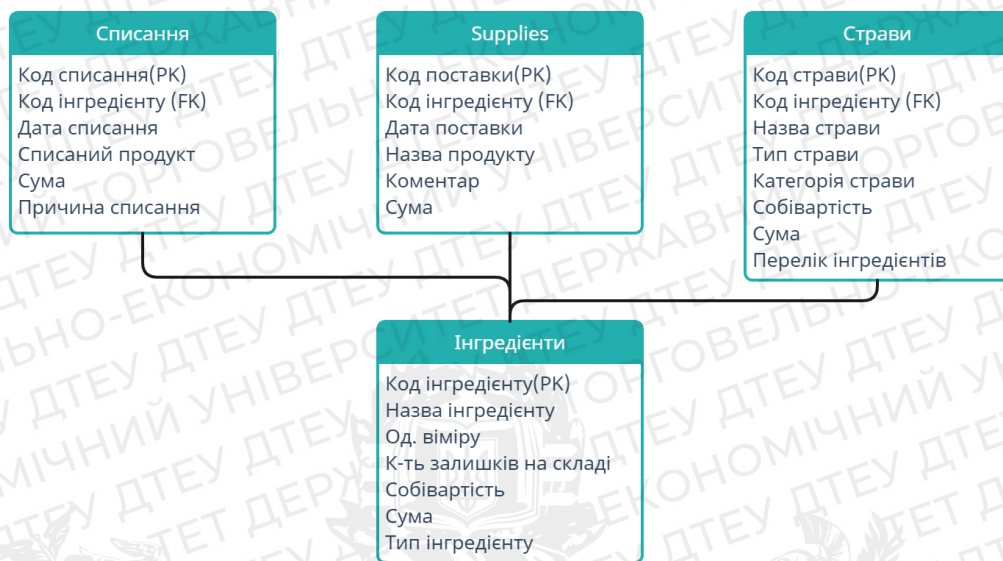 Списання
Код списання(PK)
Код інгредієнту (FK)
Дата списання
Списаний продукт
Сума
Причина списання
Supplies
Код поставки(PK)
Код інгредієнту (FK)
Дата поставки
Назва продукту
Коментар
Сума
Страви
Код страви(PK)
Код інгредієнту (FK)
Назва страви
Тип страви
Категорія страви
Собівартість
Сума
Перелік інгредієнтів
Інгредієнти
Код інгредієнту(PK)
Назва інгредієнту
Од. віміру
К-ть залишків на складі
Собівартість
Сума
Тип інгредієнту